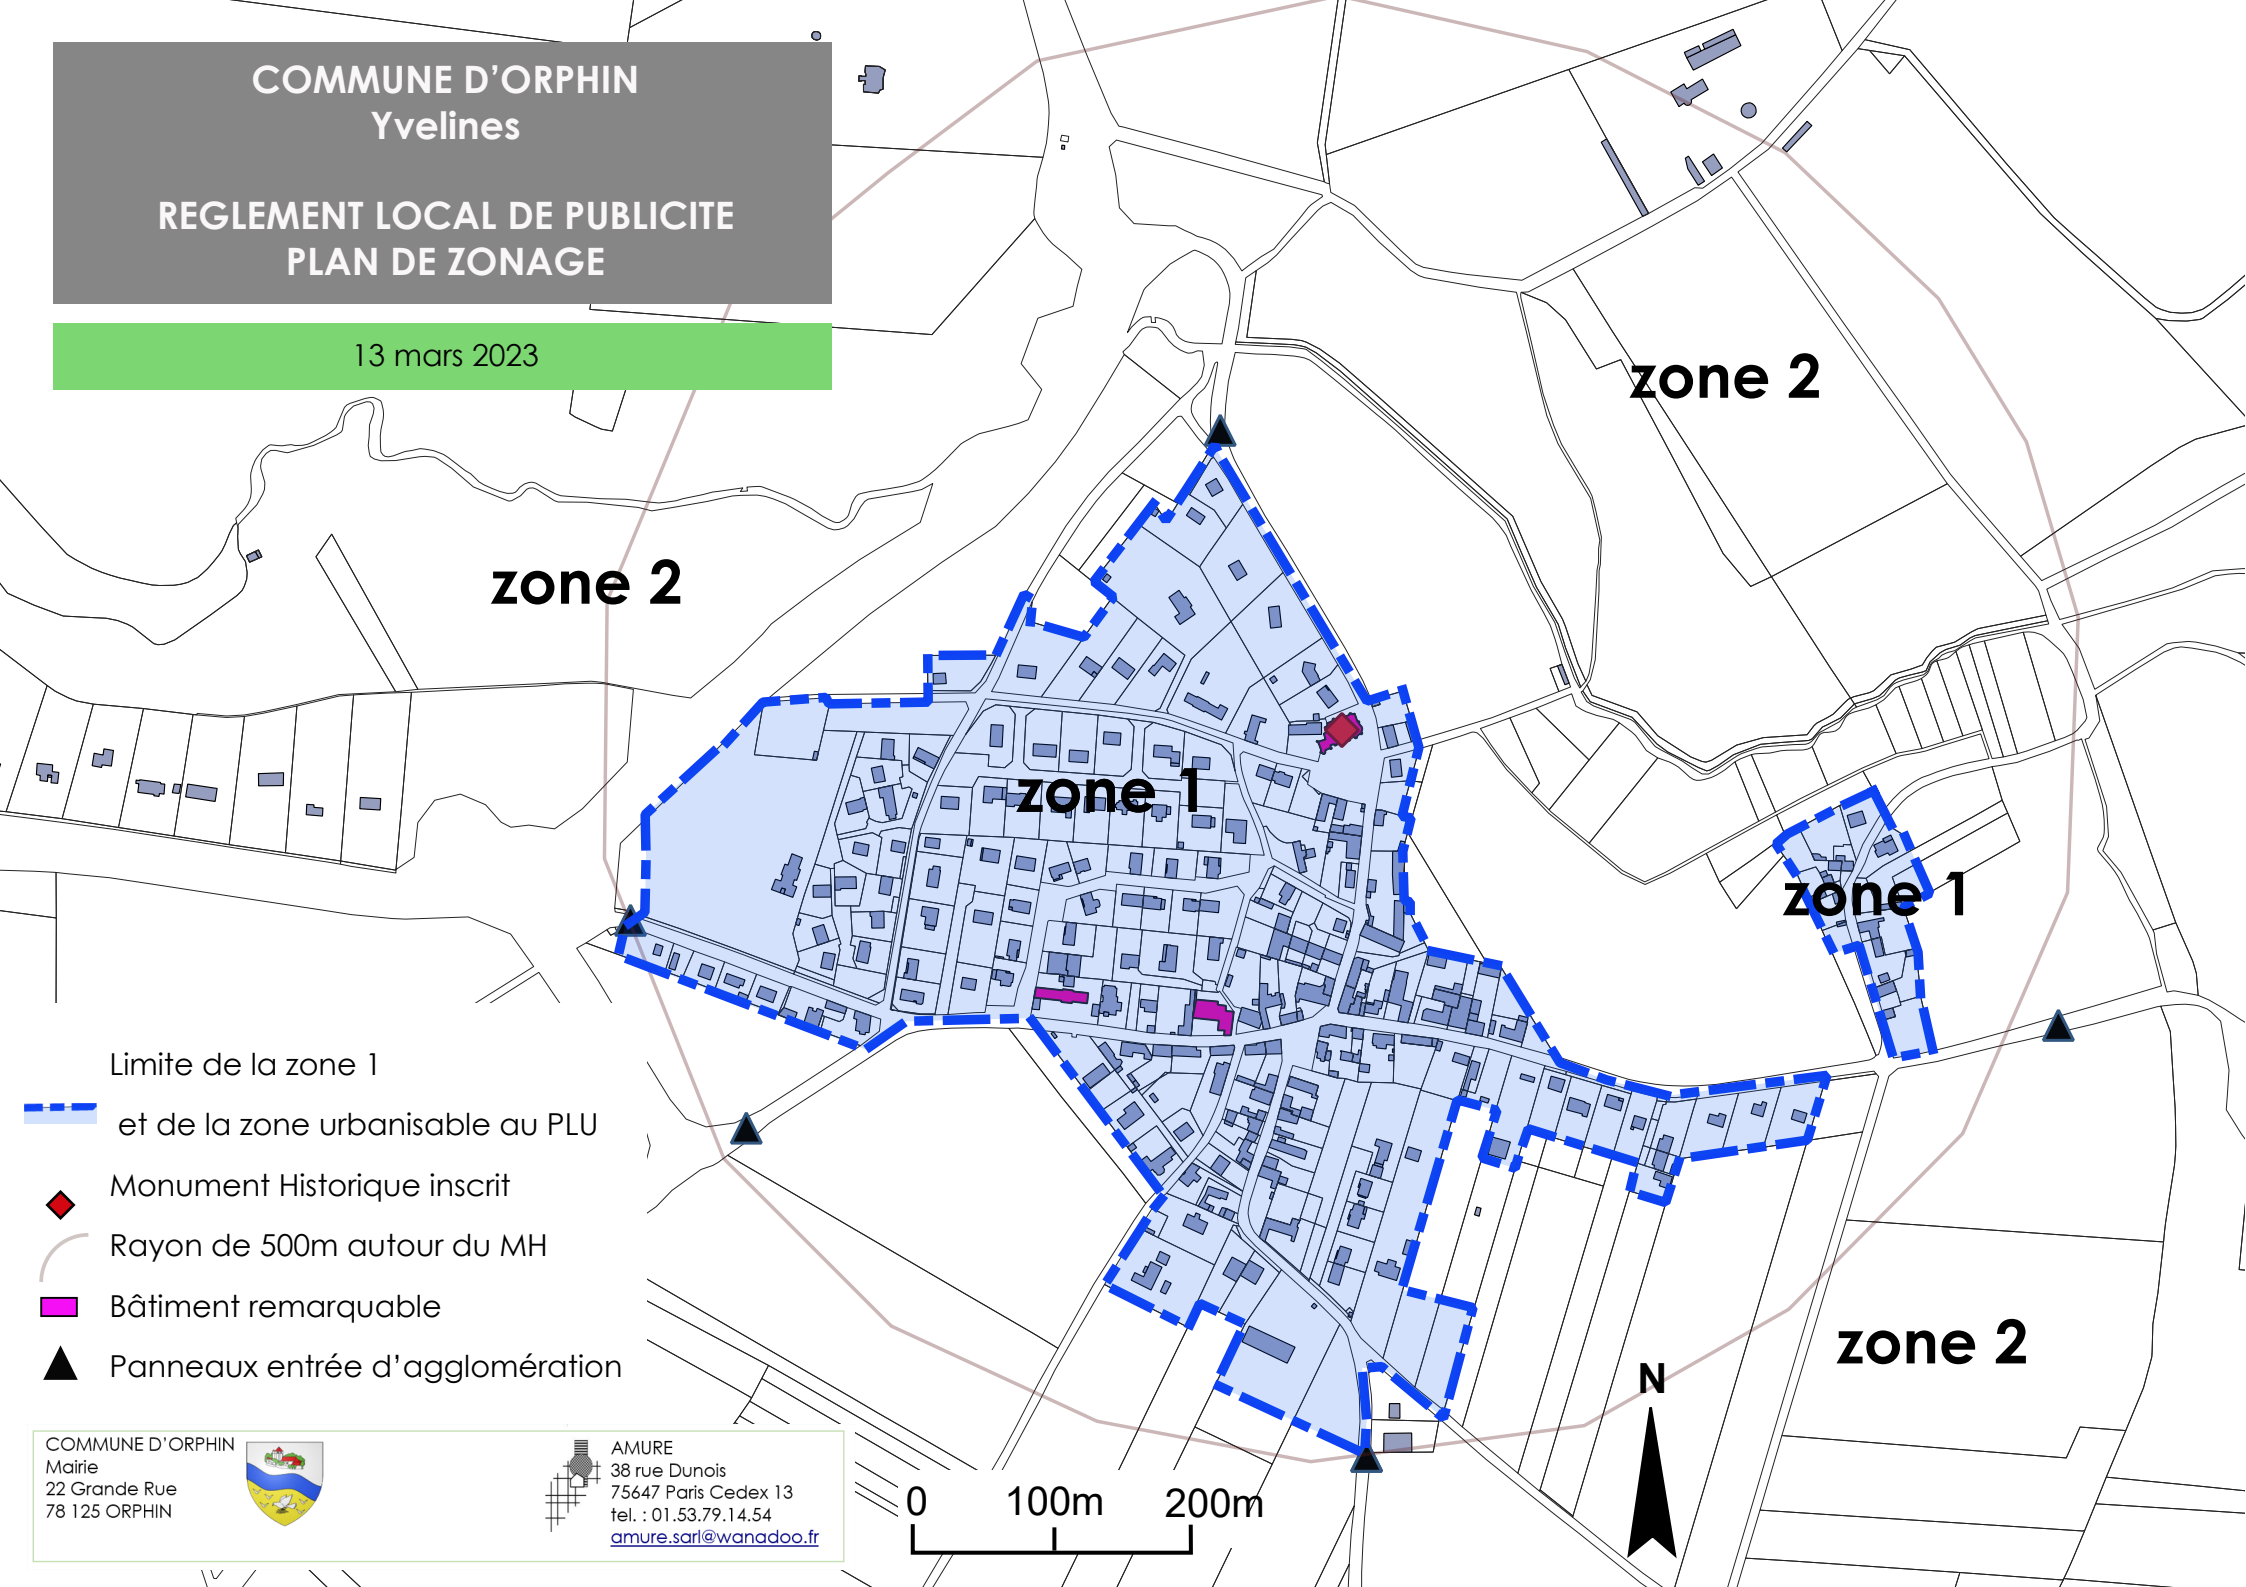 COMMUNE D’ORPHIN
Yvelines
REGLEMENT LOCAL DE PUBLICITE
PLAN DE ZONAGE
13 mars 2023
zone 2
zone 2
zone 1
zone 1
zone 2
Limite de la zone 1
et de la zone urbanisable au PLU
Monument Historique inscrit
Rayon de 500m autour du MH
Bâtiment remarquable
Panneaux entrée d’agglomération
COMMUNE D’ORPHIN
Mairie
22 Grande Rue
78 125 ORPHIN
AMURE
38 rue Dunois
75647 Paris Cedex 13
tel. : 01.53.79.14.54
amure.sarl@wanadoo.fr
0 100m 200m
N